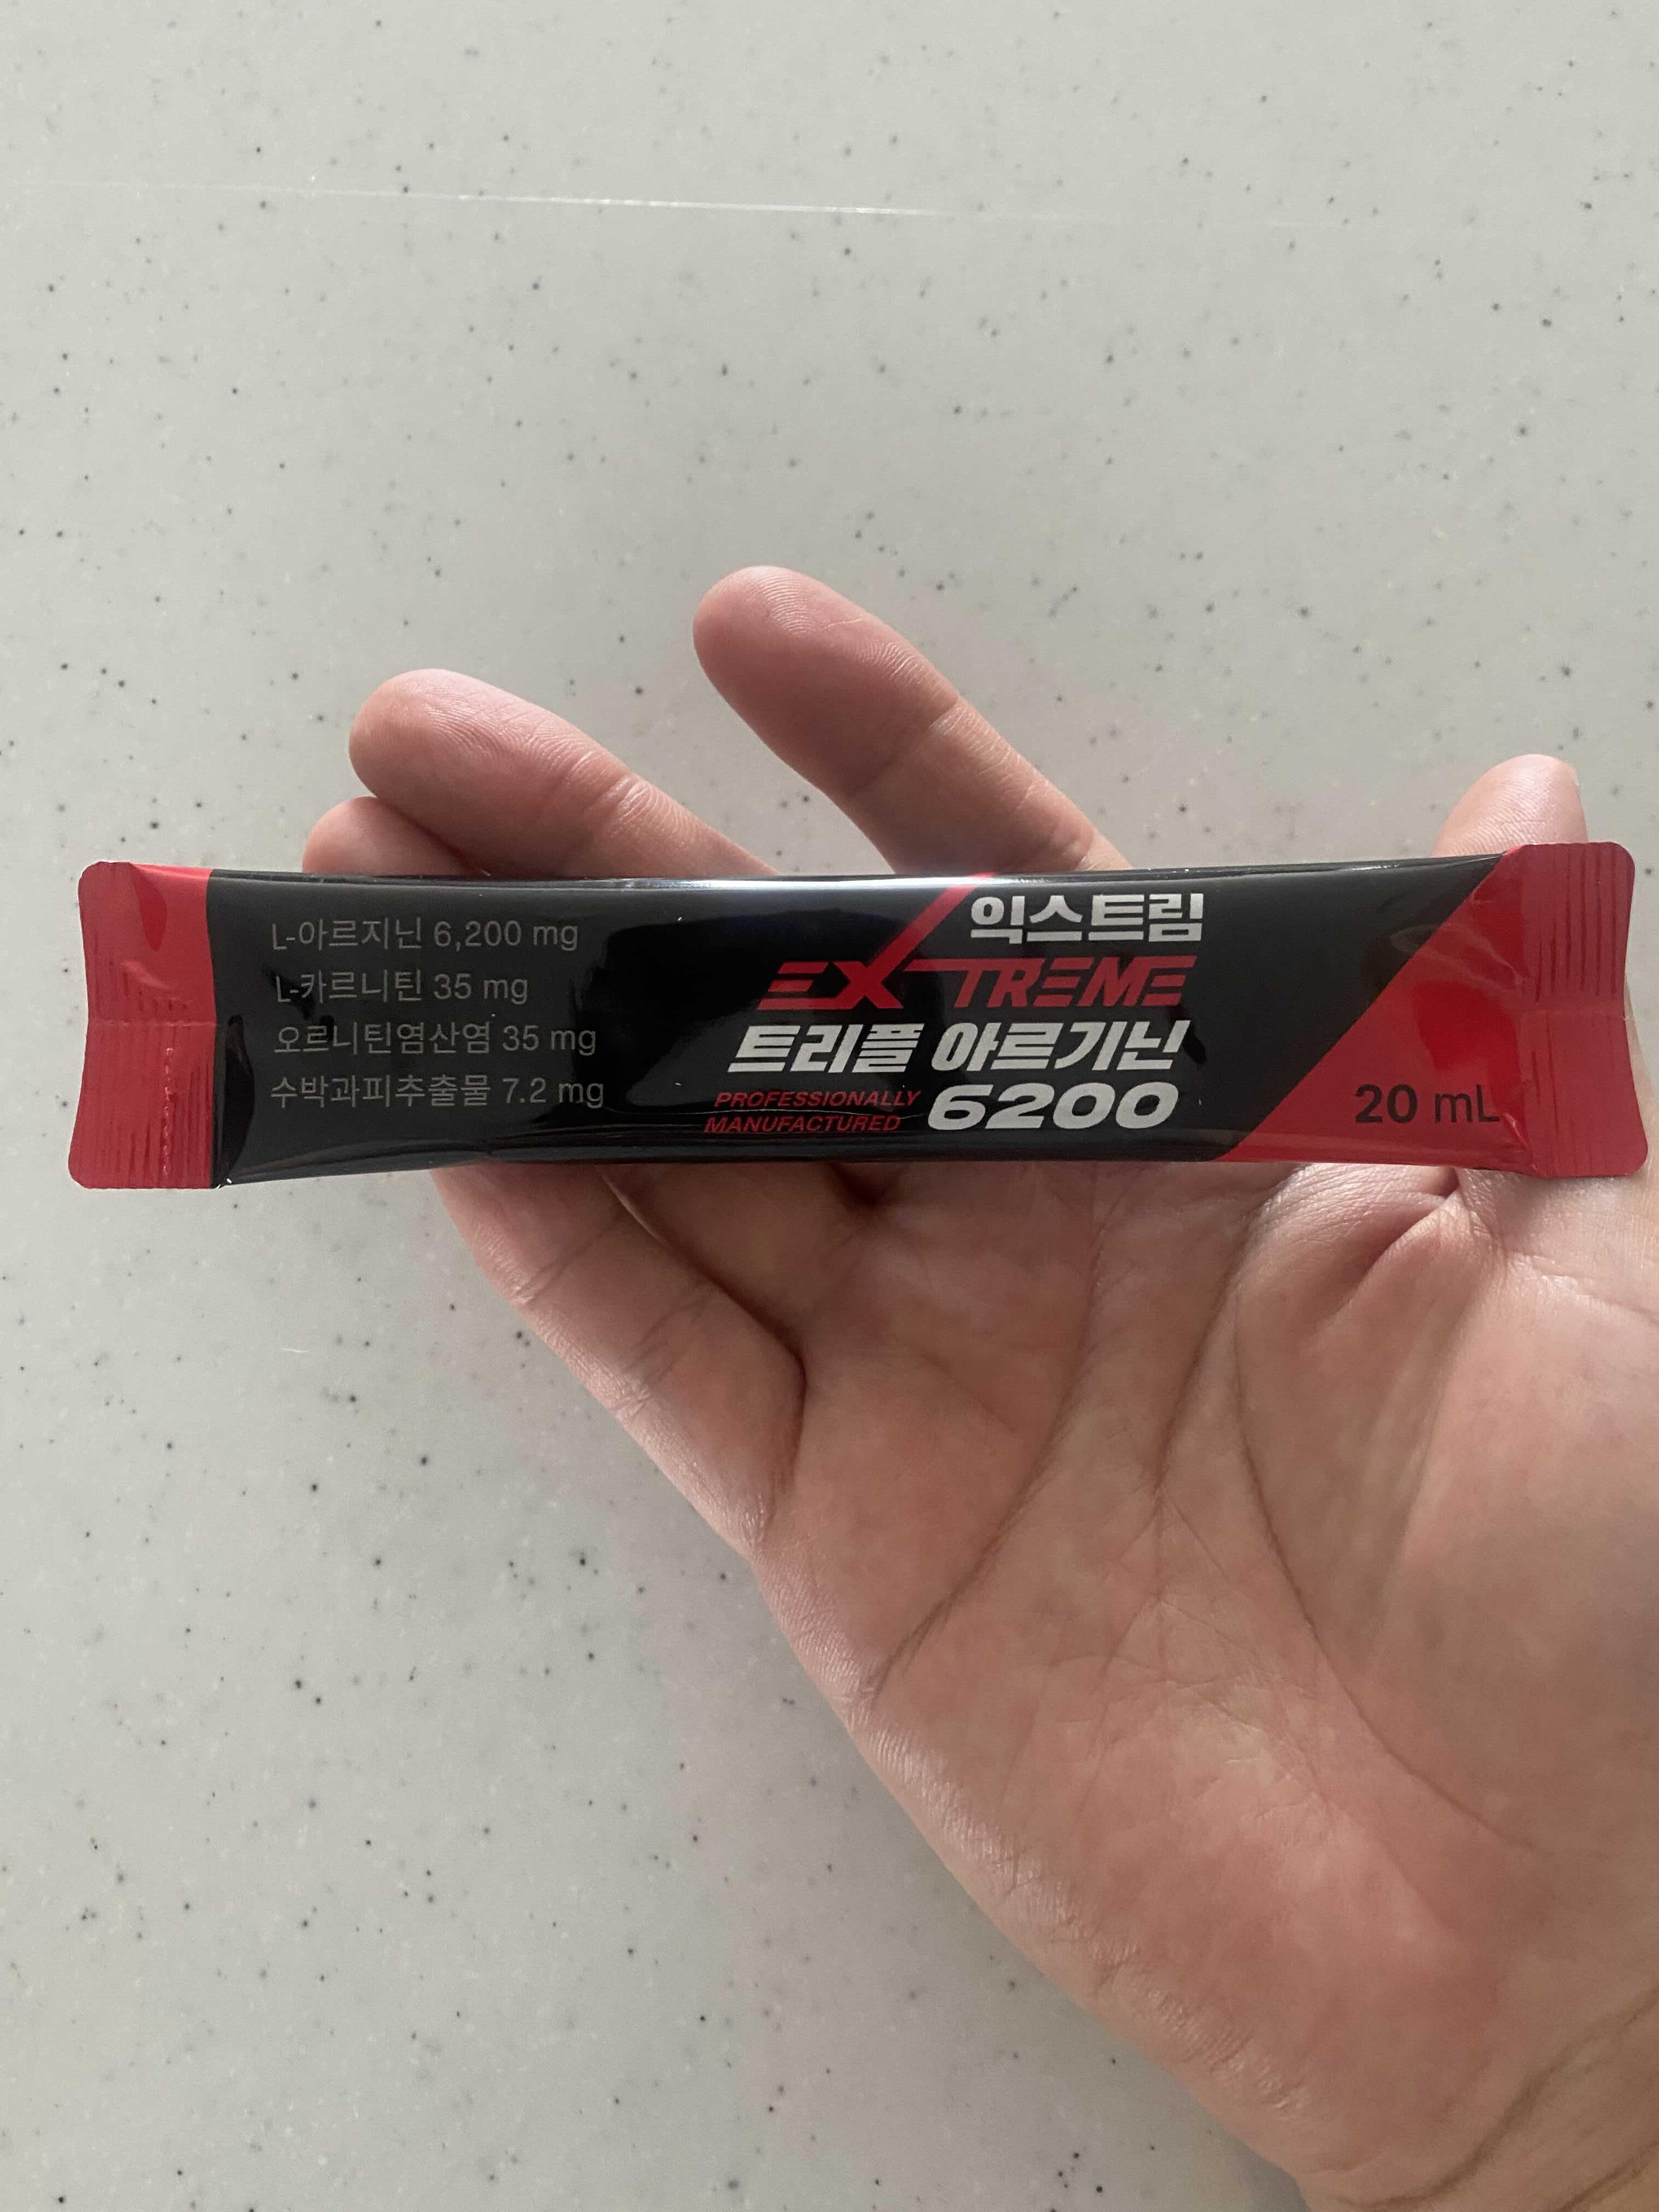 L-아르지닌 6,200 mg
L-카르니틴 35 mg
오르니틴염산염 35 mg
수박과피추출물 7.2 mg
익스트림
EXTREME
트리플 아르기닌
PROFESSIONALLY
MANUFACTURED
6200
20 mL